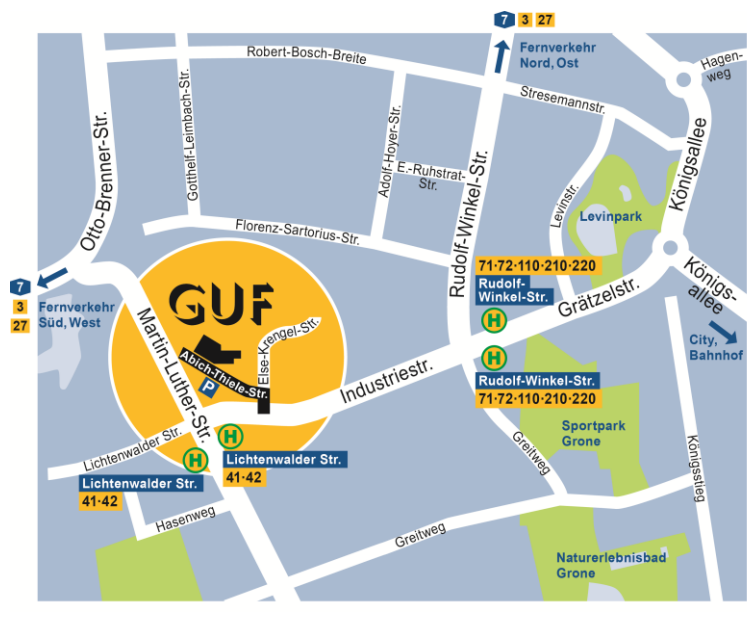 7 3 27
Fernverkehr
Nord, Ost
Hagen-
weg
Robert-Bosch-Breite
Stresemannstr.
Gotthelf-Leimbach-Str.
Otto-Brenner-Str.
Adolf-Hoyer-Str.
E.-Ruhstrat-
Str.
Rudolf-Winkel-Str.
Königsallee
Levinstr.
Levinpark
Florenz-Sartorius-Str.
71·72·110·210·220
Rudolf-
Winkel-Str.
H
Grätzelstr.
Königs-
allee
City,
Bahnhof
7
3
27
Fernverkehr
Süd, West
GUF
Martin-Luther-Str.
Abich-Thiele-Str.
P
Else-Krengel-Str.
Industriestr.
H
Rudolf-Winkel-Str.
71·72·110·210·220
Sportpark
Grone
Greitweg
Königsstieg
Lichtenwalder Str.
H
Lichtenwalder Str.
41·42
H
Lichtenwalder Str.
41·42
Hasenweg
Greitweg
Naturerlebnisbad
Grone